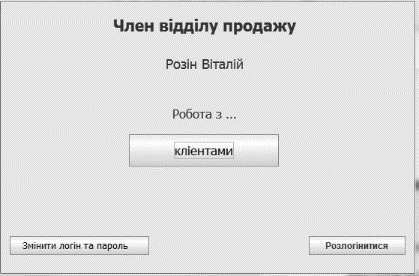 Член відділу продажу
Розін Віталій
Робота з ...
клієнтами
Змінити логін та пароль
Розлогінитися